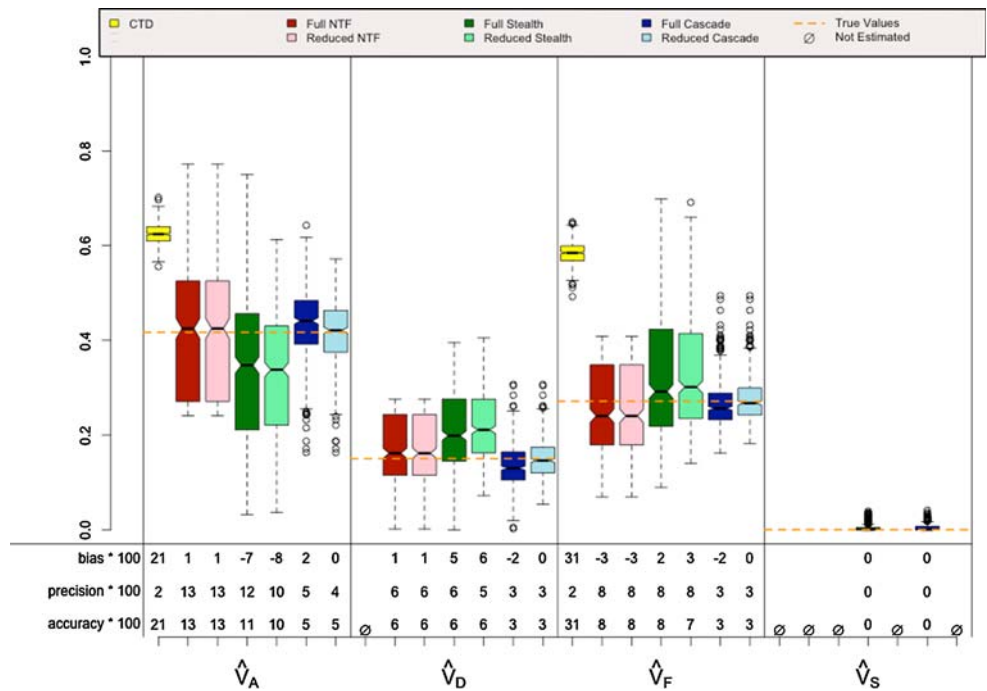 CTD Full NTF Full Stealth Full Cascade True Values
Reduced NTF Reduced Stealth Reduced Cascade Ø Not Estimated
1.0
0.8
0.6
0.4
0.2
0.0
bias * 100 21 1 1 -7 -8 2 0 1 1 5 6 -2 0 31 -3 -3 2 3 -2 0 0 0
precision * 100 2 13 13 12 10 5 4 6 6 6 5 3 3 2 8 8 8 8 3 3 0 0
accuracy * 100 21 13 13 11 10 5 5 Ø 6 6 6 6 3 3 31 8 8 8 7 3 3 Ø Ø Ø 0 Ø 0 Ø
V̂A V̂D V̂F V̂S